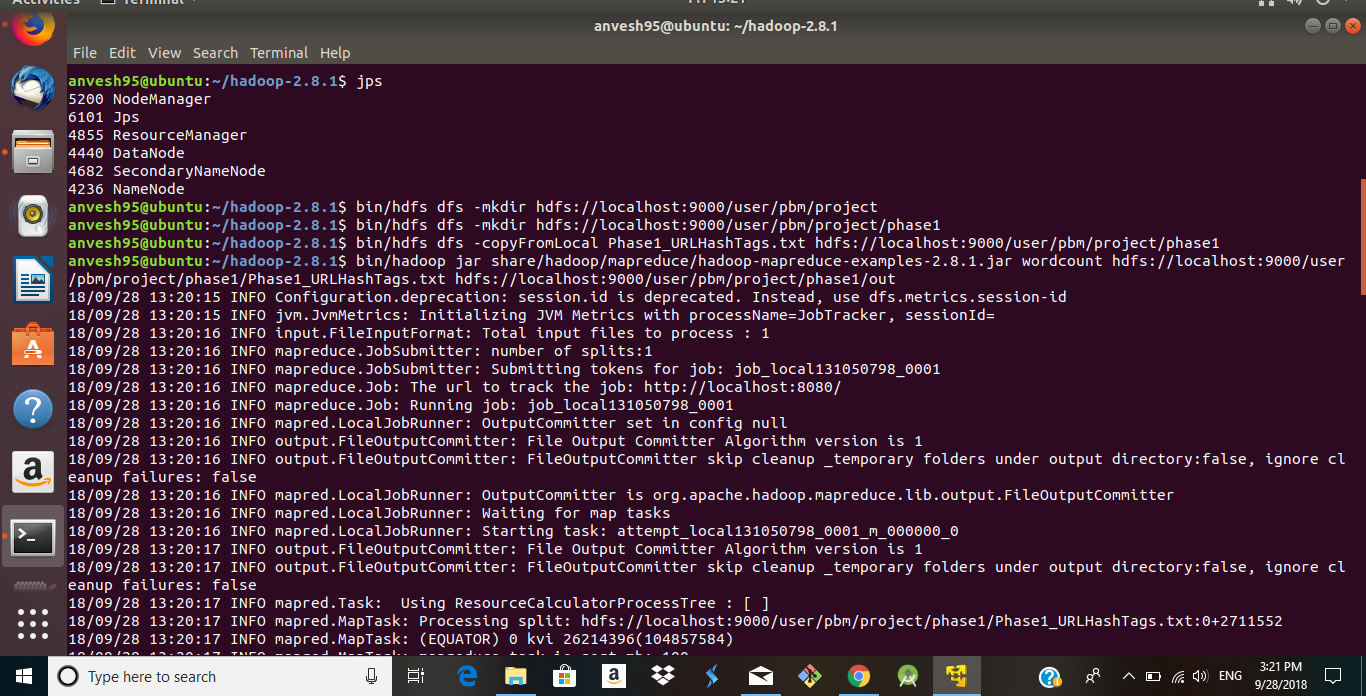 Activities Terminal
anvesh95@ubuntu: ~/hadoop-2.8.1
File Edit View Search Terminal Help
anvesh95@ubuntu:~/hadoop-2.8.1$ jps
5200 NodeManager
6101 Jps
4855 ResourceManager
4440 DataNode
4682 SecondaryNameNode
4236 NameNode
anvesh95@ubuntu:~/hadoop-2.8.1$ bin/hdfs dfs -mkdir hdfs://localhost:9000/user/pbm/project
anvesh95@ubuntu:~/hadoop-2.8.1$ bin/hdfs dfs -mkdir hdfs://localhost:9000/user/pbm/project/phase1
anvesh95@ubuntu:~/hadoop-2.8.1$ bin/hdfs dfs -copyFromLocal Phase1_URLHashTags.txt hdfs://localhost:9000/user/pbm/project/phase1
anvesh95@ubuntu:~/hadoop-2.8.1$ bin/hadoop jar share/hadoop/mapreduce/hadoop-mapreduce-examples-2.8.1.jar wordcount hdfs://localhost:9000/user
/pbm/project/phase1/Phase1_URLHashTags.txt hdfs://localhost:9000/user/pbm/project/phase1/out
18/09/28 13:20:15 INFO Configuration.deprecation: session.id is deprecated. Instead, use dfs.metrics.session-id
18/09/28 13:20:15 INFO jvm.JvmMetrics: Initializing JVM Metrics with processName=JobTracker, sessionId=
18/09/28 13:20:16 INFO input.FileInputFormat: Total input files to process : 1
18/09/28 13:20:16 INFO mapreduce.JobSubmitter: number of splits:1
18/09/28 13:20:16 INFO mapreduce.JobSubmitter: Submitting tokens for job: job_local131050798_0001
18/09/28 13:20:16 INFO mapreduce.Job: The url to track the job: http://localhost:8080/
18/09/28 13:20:16 INFO mapreduce.Job: Running job: job_local131050798_0001
18/09/28 13:20:16 INFO mapred.LocalJobRunner: OutputCommitter set in config null
18/09/28 13:20:16 INFO output.FileOutputCommitter: File Output Committer Algorithm version is 1
18/09/28 13:20:16 INFO output.FileOutputCommitter: FileOutputCommitter skip cleanup _temporary folders under output directory:false, ignore cl
eanup failures: false
18/09/28 13:20:16 INFO mapred.LocalJobRunner: OutputCommitter is org.apache.hadoop.mapreduce.lib.output.FileOutputCommitter
18/09/28 13:20:16 INFO mapred.LocalJobRunner: Waiting for map tasks
18/09/28 13:20:16 INFO mapred.LocalJobRunner: Starting task: attempt_local131050798_0001_m_000000_0
18/09/28 13:20:17 INFO output.FileOutputCommitter: File Output Committer Algorithm version is 1
18/09/28 13:20:17 INFO output.FileOutputCommitter: FileOutputCommitter skip cleanup _temporary folders under output directory:false, ignore cl
eanup failures: false
18/09/28 13:20:17 INFO mapred.Task:  Using ResourceCalculatorProcessTree : [ ]
18/09/28 13:20:17 INFO mapred.MapTask: Processing split: hdfs://localhost:9000/user/pbm/project/phase1/Phase1_URLHashTags.txt:0+2711552
18/09/28 13:20:17 INFO mapred.MapTask: (EQUATOR) 0 kvi 26214396(104857584)
Type here to search
ENG
3:21 PM
9/28/2018